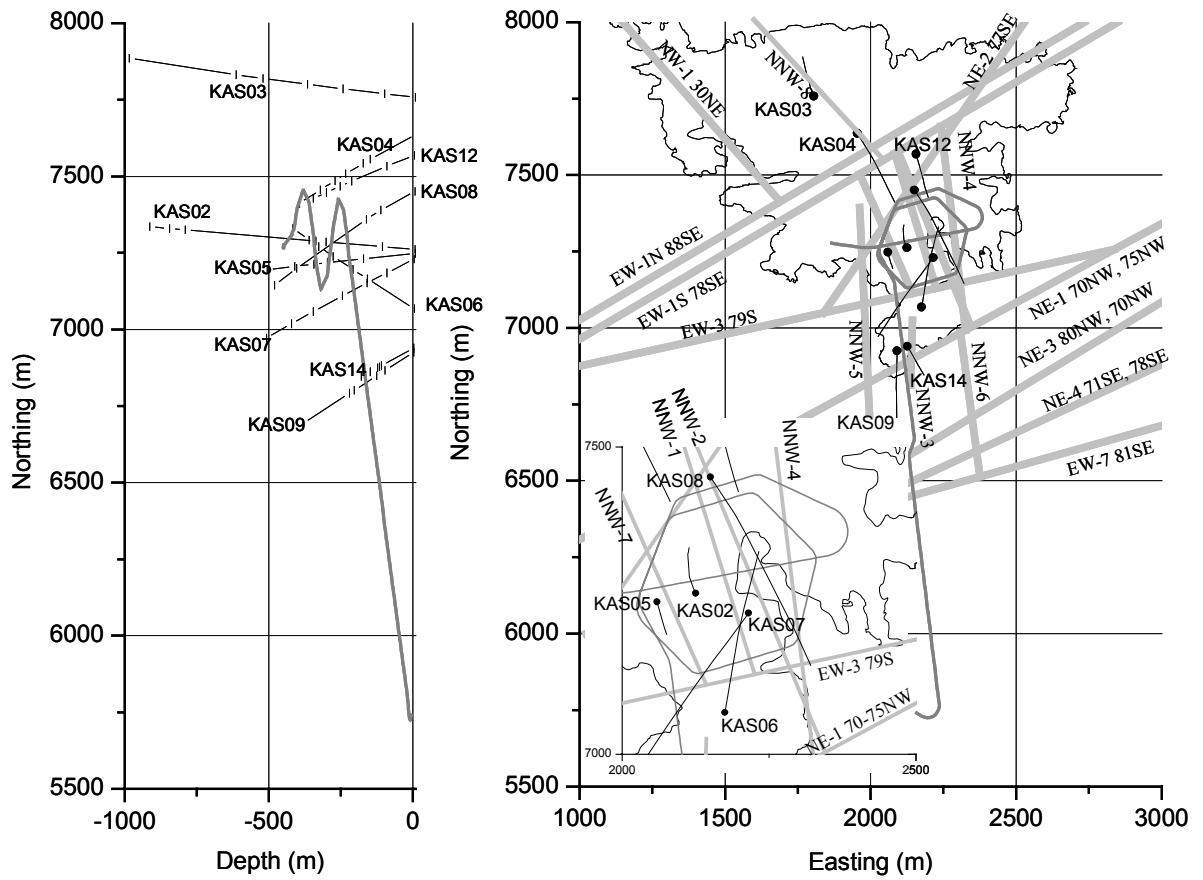 8000
7500
7000
6500
6000
5500
Northing (m)
-1000
-500
0
Depth (m)
KAS03
KAS04
KAS12
KAS08
KAS02
KAS05
KAS06
KAS07
KAS14
KAS09
8000
7500
7000
6500
6000
5500
Northing (m)
1000
1500
2000
2500
3000
Easting (m)
NW-1 30NE
NNW-8
NE-2 77SE
KAS03
KAS04
KAS12
NNW-4
EW-1N 88SE
EW-1S 78SE
EW-3 79S
NE-1 70NW, 75NW
NE-3 80NW, 70NW
NE-4 71SE, 78SE
EW-7 81SE
NNW-5
NNW-6
NNW-3
KAS14
KAS09
7500
7000
2000
2500
NNW-1
NNW-2
NNW-4
NNW-7
KAS08
KAS05
KAS02
KAS07
KAS06
EW-3 79S
NE-1 70-75NW